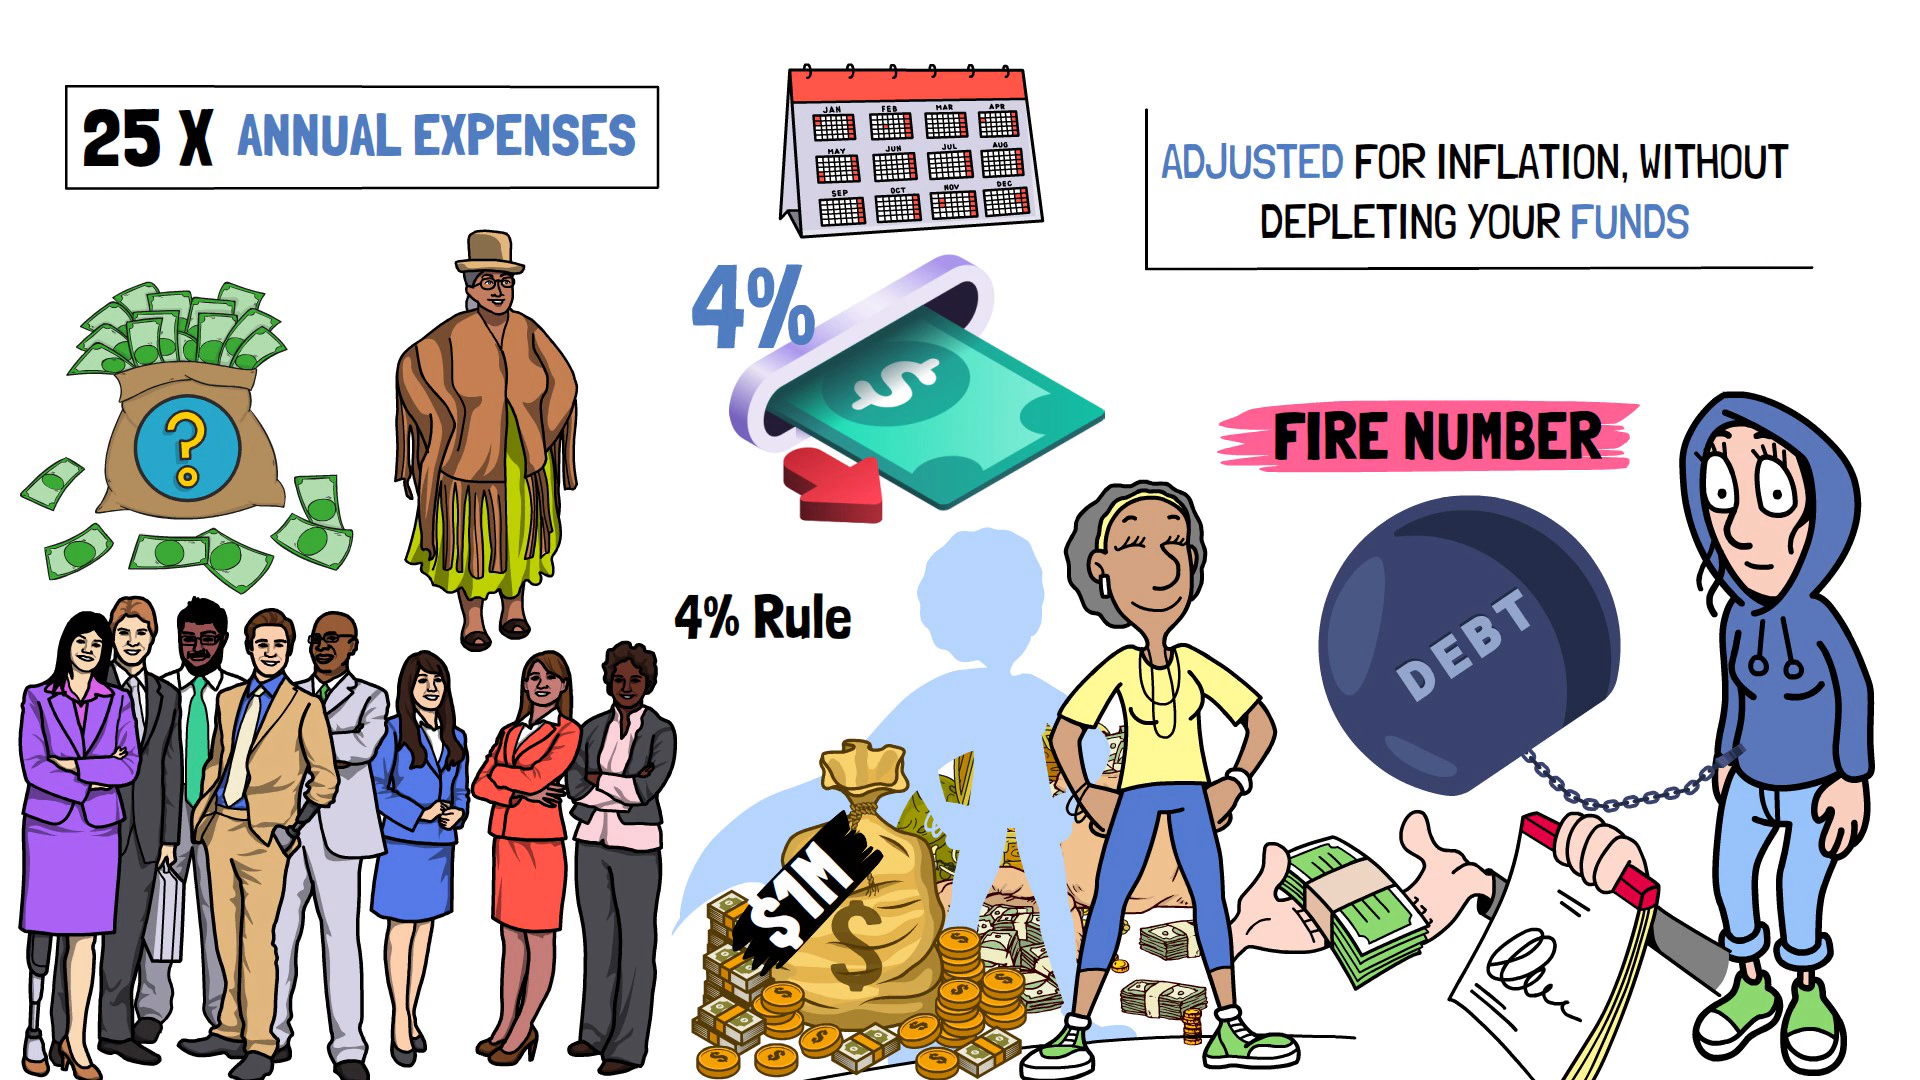 25 X ANNUAL EXPENSES
JAN FEB MAR APR
MAY JUN JUL AUG
SEP OCT NOV DEC
ADJUSTED FOR INFLATION, WITHOUT
DEPLETING YOUR FUNDS
4%
$
?
FIRE NUMBER
4% Rule
DEBT
$1M
$